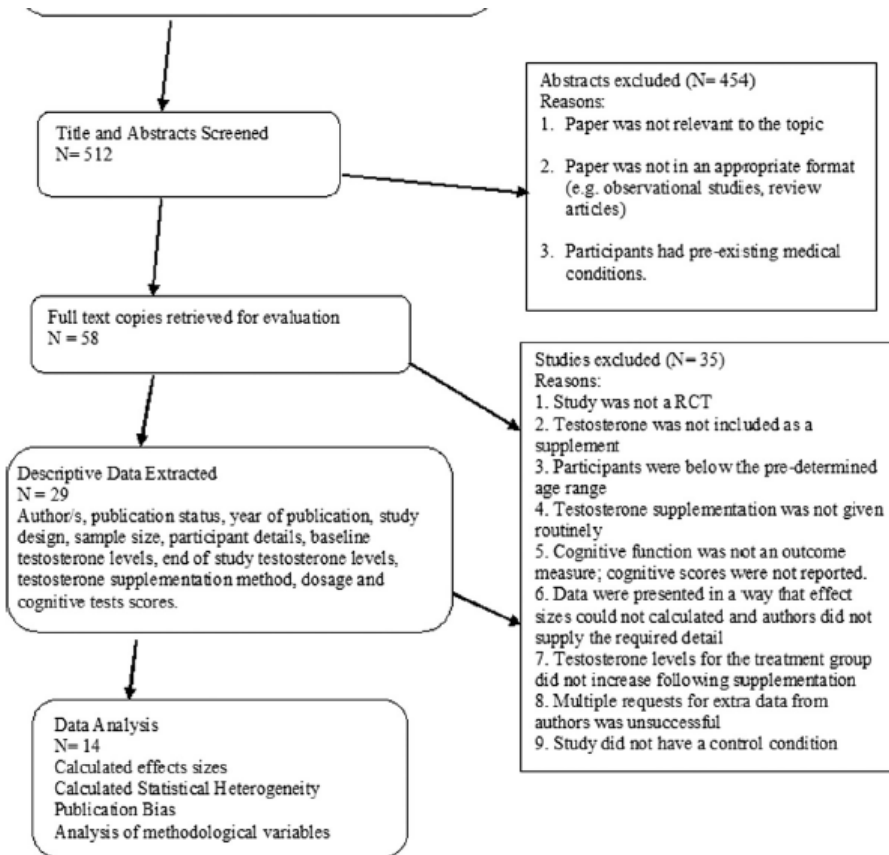 Title and Abstracts Screened
N= 512
Abstracts excluded (N= 454)
Reasons:
1. Paper was not relevant to the topic
2. Paper was not in an appropriate format
(e.g. observational studies, review
articles)
3. Participants had pre-existing medical
conditions.
Full text copies retrieved for evaluation
N = 58
Studies excluded (N= 35)
Reasons:
1. Study was not a RCT
2. Testosterone was not included as a
supplement
3. Participants were below the pre-determined
age range
4. Testosterone supplementation was not given
routinely
5. Cognitive function was not an outcome
measure; cognitive scores were not reported.
6. Data were presented in a way that effect
sizes could not calculated and authors did not
supply the required detail
7. Testosterone levels for the treatment group
did not increase following supplementation
8. Multiple requests for extra data from
authors was unsuccessful
9. Study did not have a control condition
Descriptive Data Extracted
N = 29
Author/s, publication status, year of publication, study
design, sample size, participant details, baseline
testosterone levels, end of study testosterone levels,
testosterone supplementation method, dosage and
cognitive tests scores.
Data Analysis
N= 14
Calculated effects sizes
Calculated Statistical Heterogeneity
Publication Bias
Analysis of methodological variables